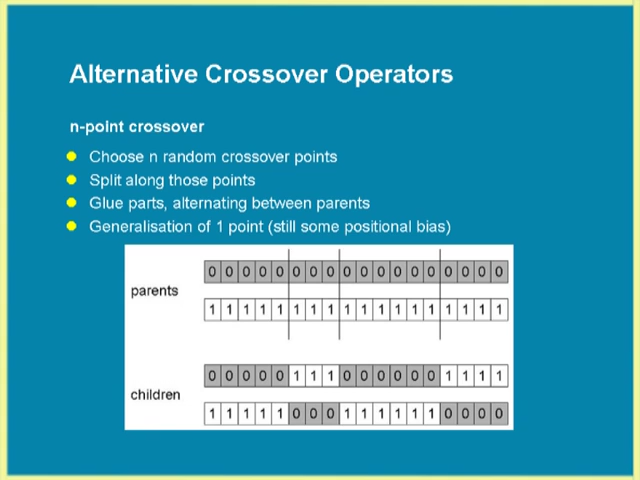 Alternative Crossover Operators
n-point crossover
Choose n random crossover points
Split along those points
Glue parts, alternating between parents
Generalisation of 1 point (still some positional bias)
0 0 0 0 0 0 0 0 0 0 0 0 0 0 0 0 0 0
parents
1 1 1 1 1 1 1 1 1 1 1 1 1 1 1 1 1 1
0 0 0 0 0 1 1 1 0 0 0 0 0 0 1 1 1 1
children
1 1 1 1 1 0 0 0 1 1 1 1 1 1 0 0 0 0